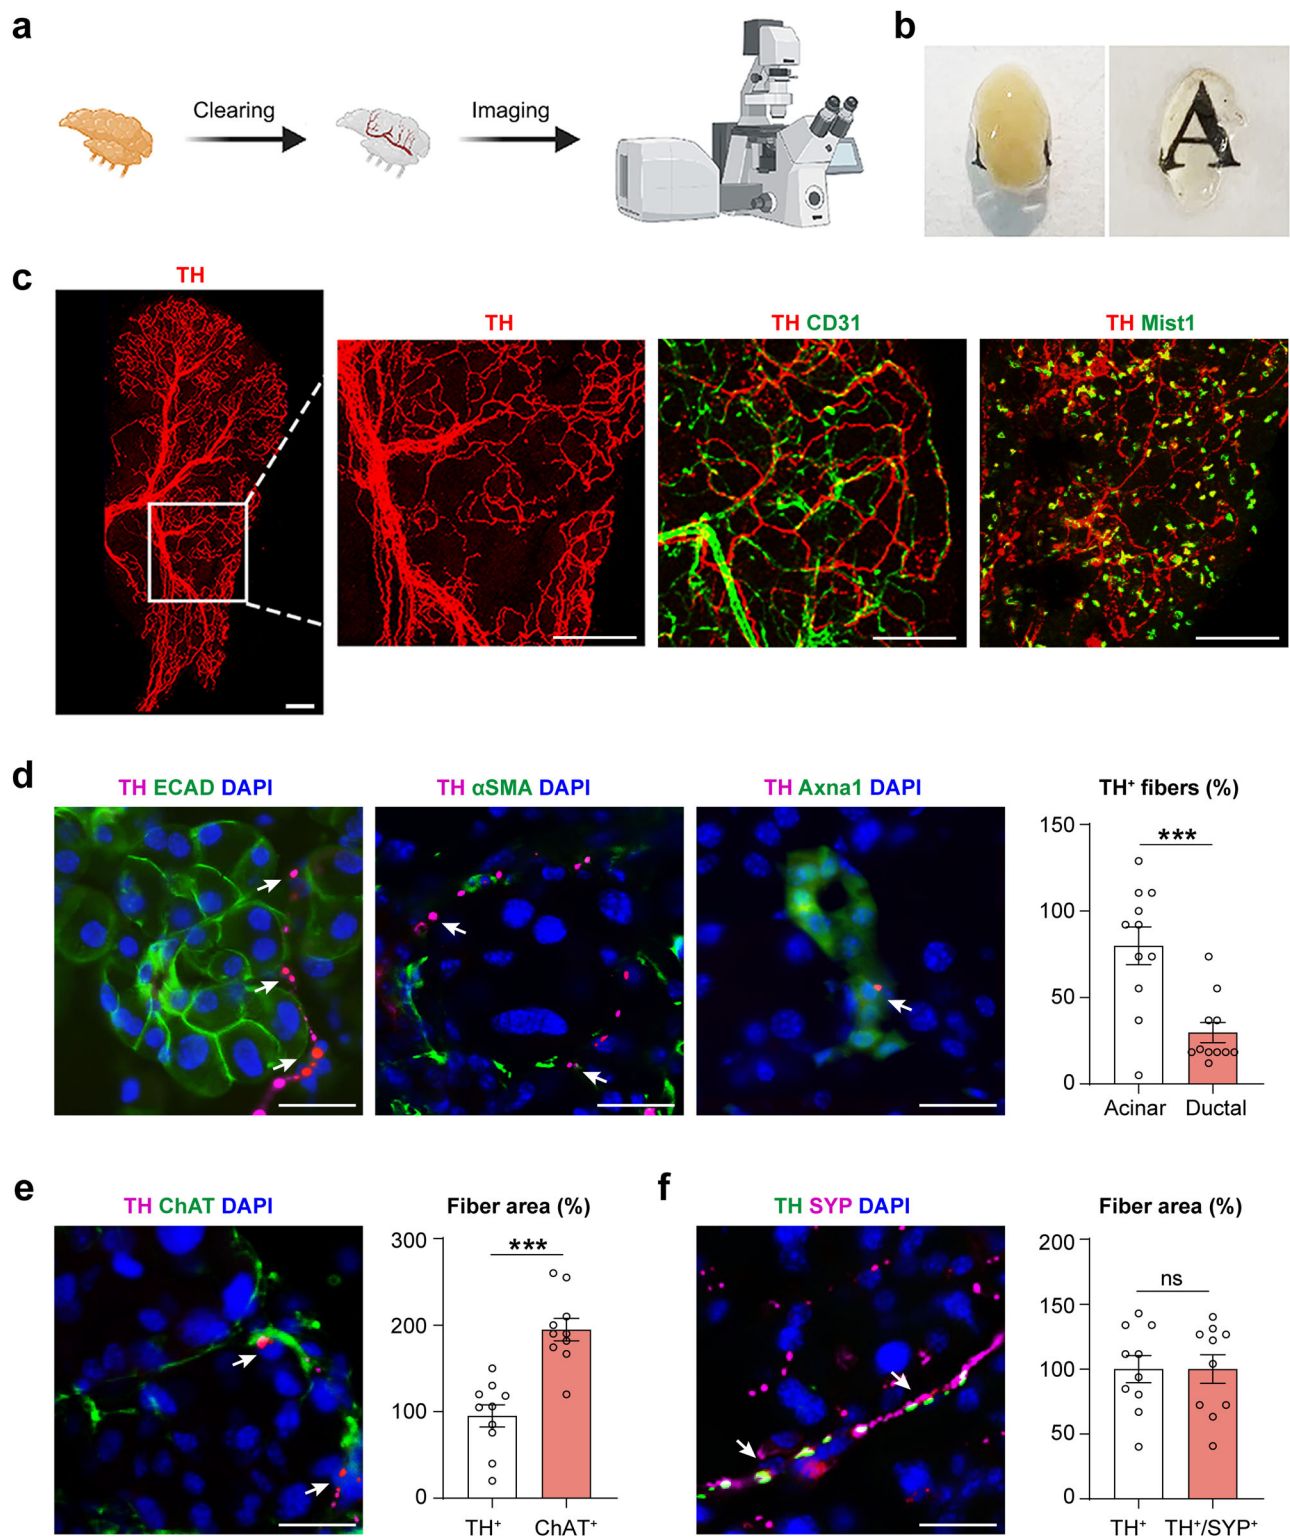 a
b
Clearing
Imaging
A
A
c
TH
TH
TH CD31
TH Mist1
d
TH ECAD DAPI
TH αSMA DAPI
TH Axna1 DAPI
TH⁺ fibers (%)
150
100
50
0
***
Acinar
Ductal
e
TH ChAT DAPI
Fiber area (%)
300
200
100
0
***
TH⁺
ChAT⁺
f
TH SYP DAPI
Fiber area (%)
200
150
100
50
0
ns
TH⁺
TH⁺/SYP⁺